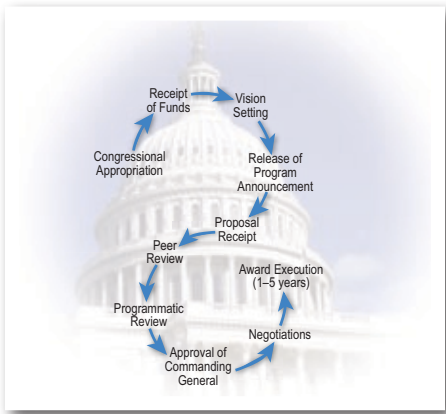 Congressional
Appropriation
Receipt
of Funds
Vision
Setting
Release of
Program
Announcement
Proposal
Receipt
Peer
Review
Programmatic
Review
Approval of
Commanding
General
Negotiations
Award Execution
(1–5 years)